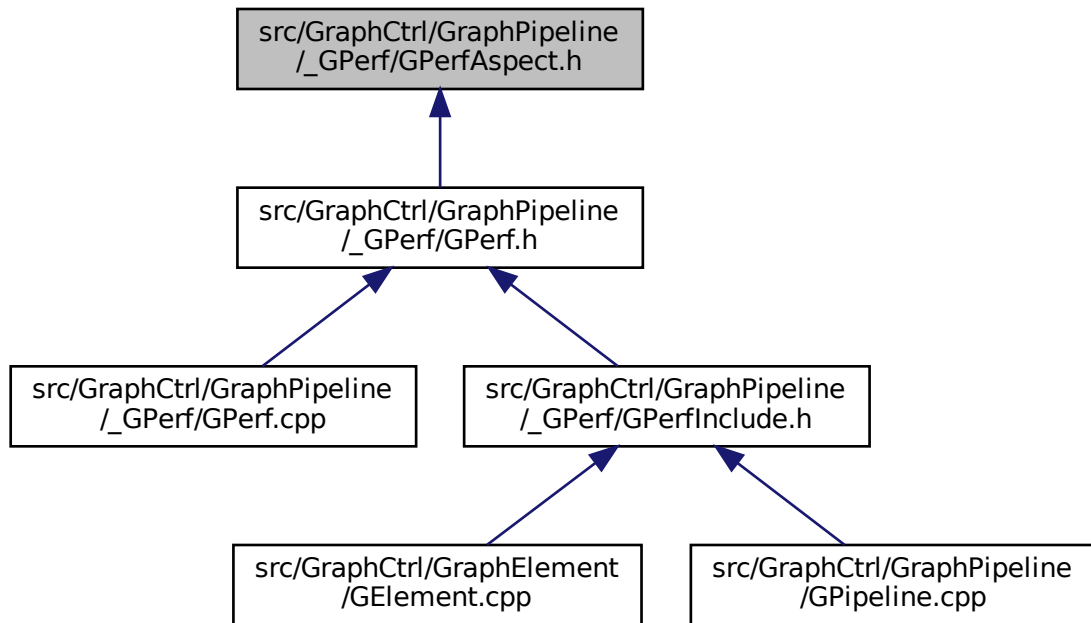 src/GraphCtrl/GraphPipeline
/_GPerf/GPerfAspect.h
src/GraphCtrl/GraphPipeline
/_GPerf/GPerf.h
src/GraphCtrl/GraphPipeline
/_GPerf/GPerf.cpp
src/GraphCtrl/GraphPipeline
/_GPerf/GPerfInclude.h
src/GraphCtrl/GraphElement
/GElement.cpp
src/GraphCtrl/GraphPipeline
/GPipeline.cpp